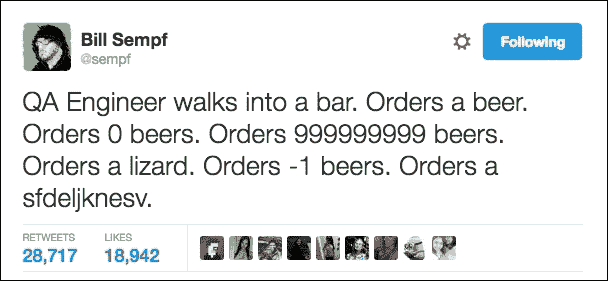 Bill Sempf
@sempf
Following
QA Engineer walks into a bar. Orders a beer.
Orders 0 beers. Orders 999999999 beers.
Orders a lizard. Orders -1 beers. Orders a
sfdeljknesv.
RETWEETS LIKES
28,717 18,942